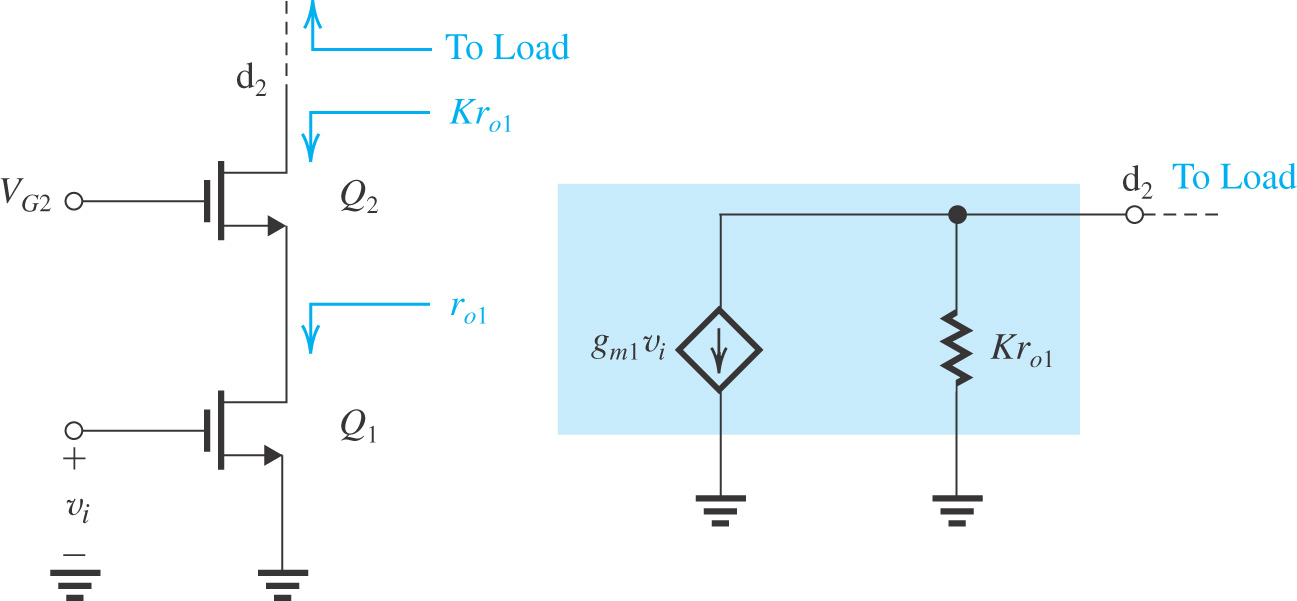 To Load
d2
Kro1
VG2
Q2
ro1
Q1
+
vi
−
d2 To Load
gm1vi
Kro1